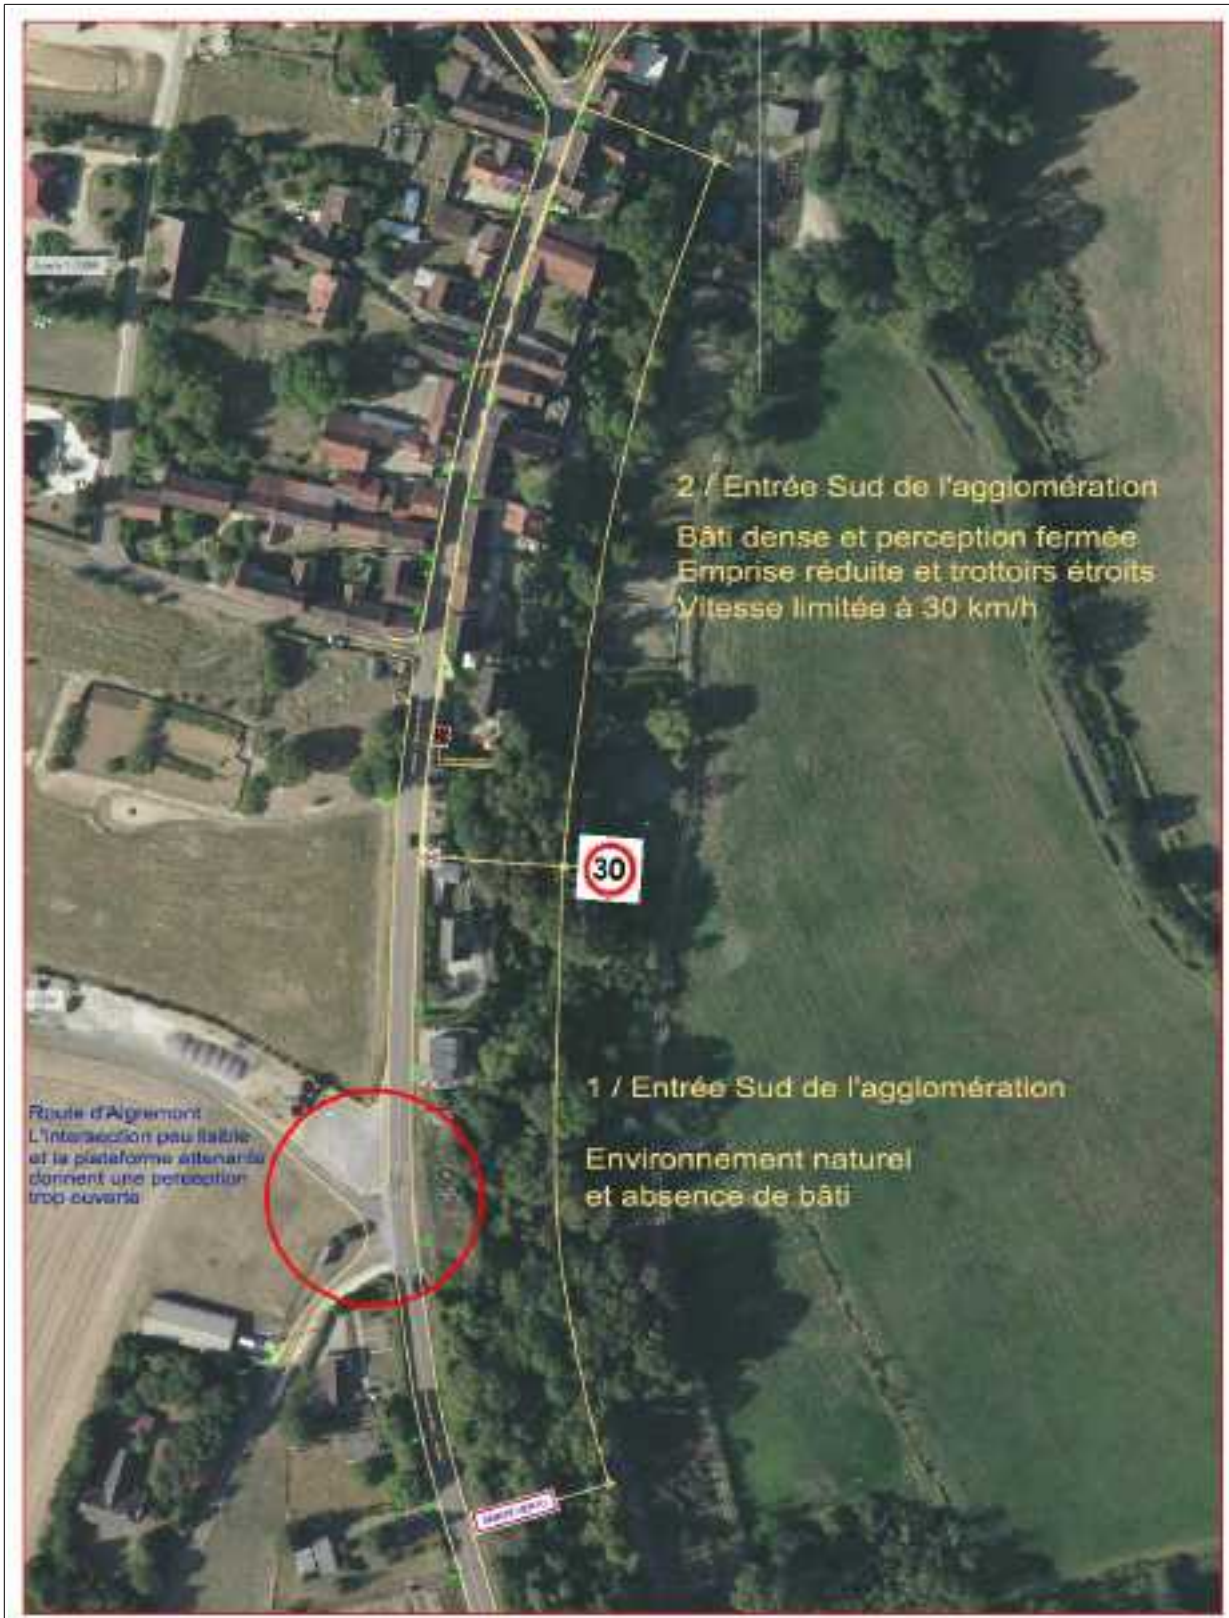 2 / Entrée Sud de l'agglomération
Bâti dense et perception fermée
Emprise réduite et trottoirs étroits
Vitesse limitée à 30 km/h
30
1 / Entrée Sud de l'agglomération
Environnement naturel
et absence de bâti
Route d'Aigremont
L'intersection peu lisible
et la plateforme attenante
donnent une perception
trop ouverte